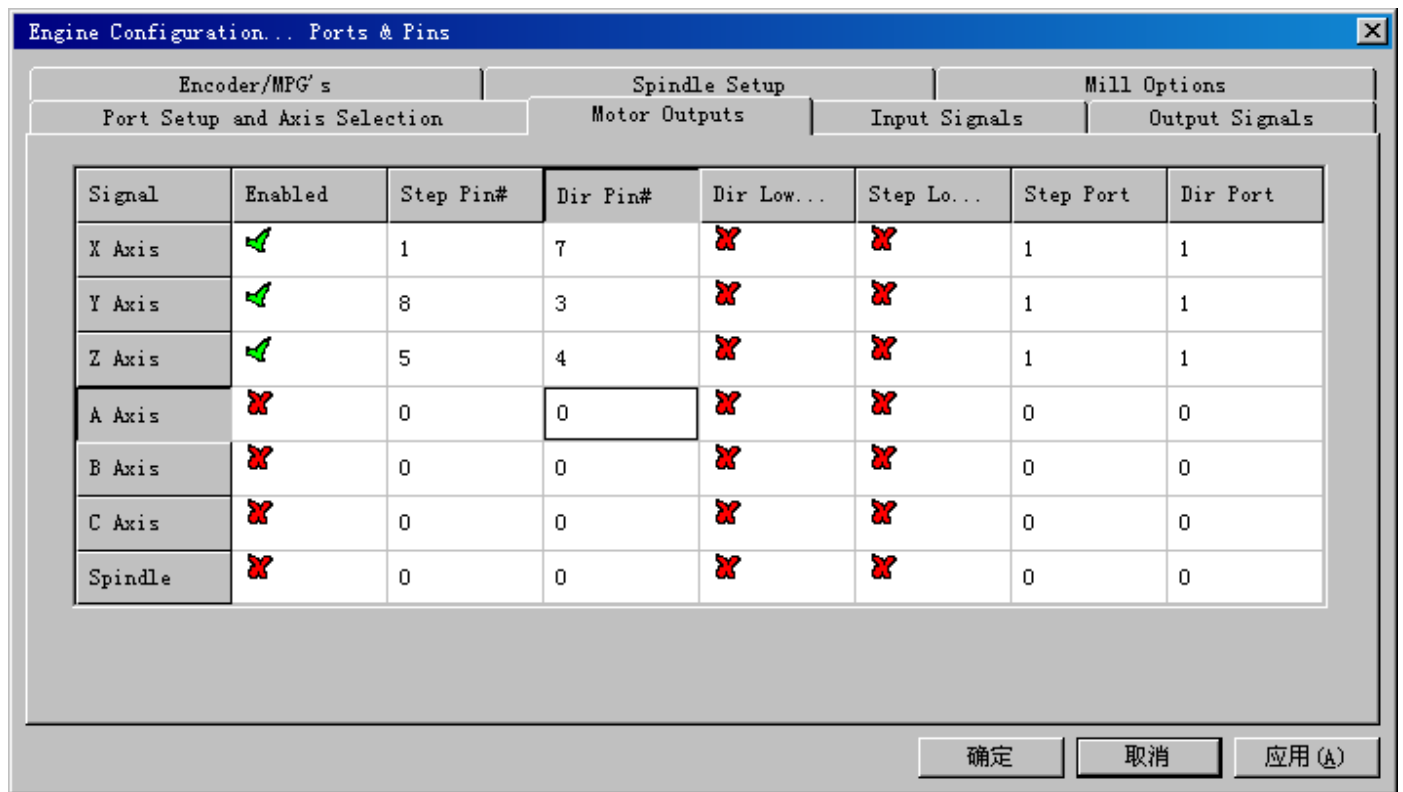 Engine Configuration... Ports & Pins
Encoder/MPG's Spindle Setup Mill Options
Port Setup and Axis Selection Motor Outputs Input Signals Output Signals
Signal Enabled Step Pin# Dir Pin# Dir Low... Step Lo... Step Port Dir Port
X Axis 1 7 1 1
Y Axis 8 3 1 1
Z Axis 5 4 1 1
A Axis 0 0 0 0
B Axis 0 0 0 0
C Axis 0 0 0 0
Spindle 0 0 0 0
确定 取消 应用(A)